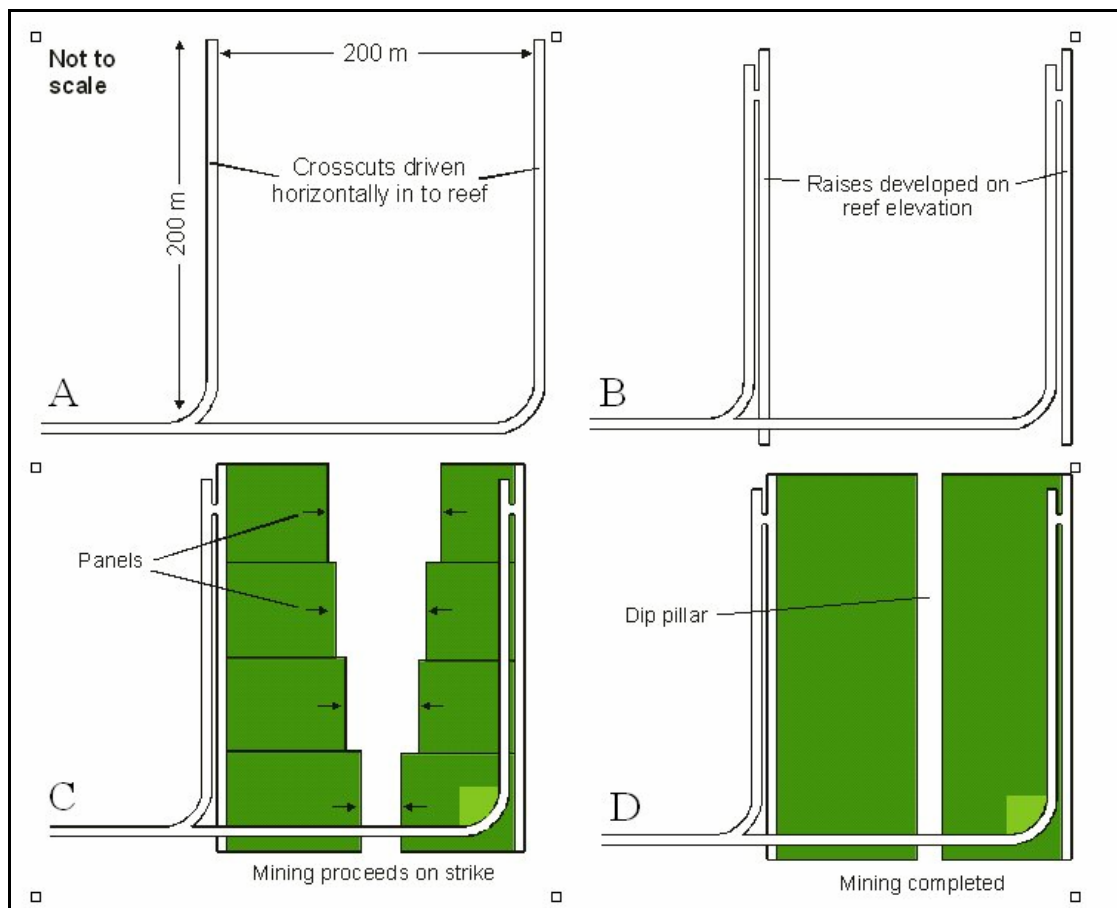 Not to
scale
200 m
200 m
Crosscuts driven
horizontally in to reef
A
Raises developed on
reef elevation
B
Panels
C
Mining proceeds on strike
Dip pillar
D
Mining completed